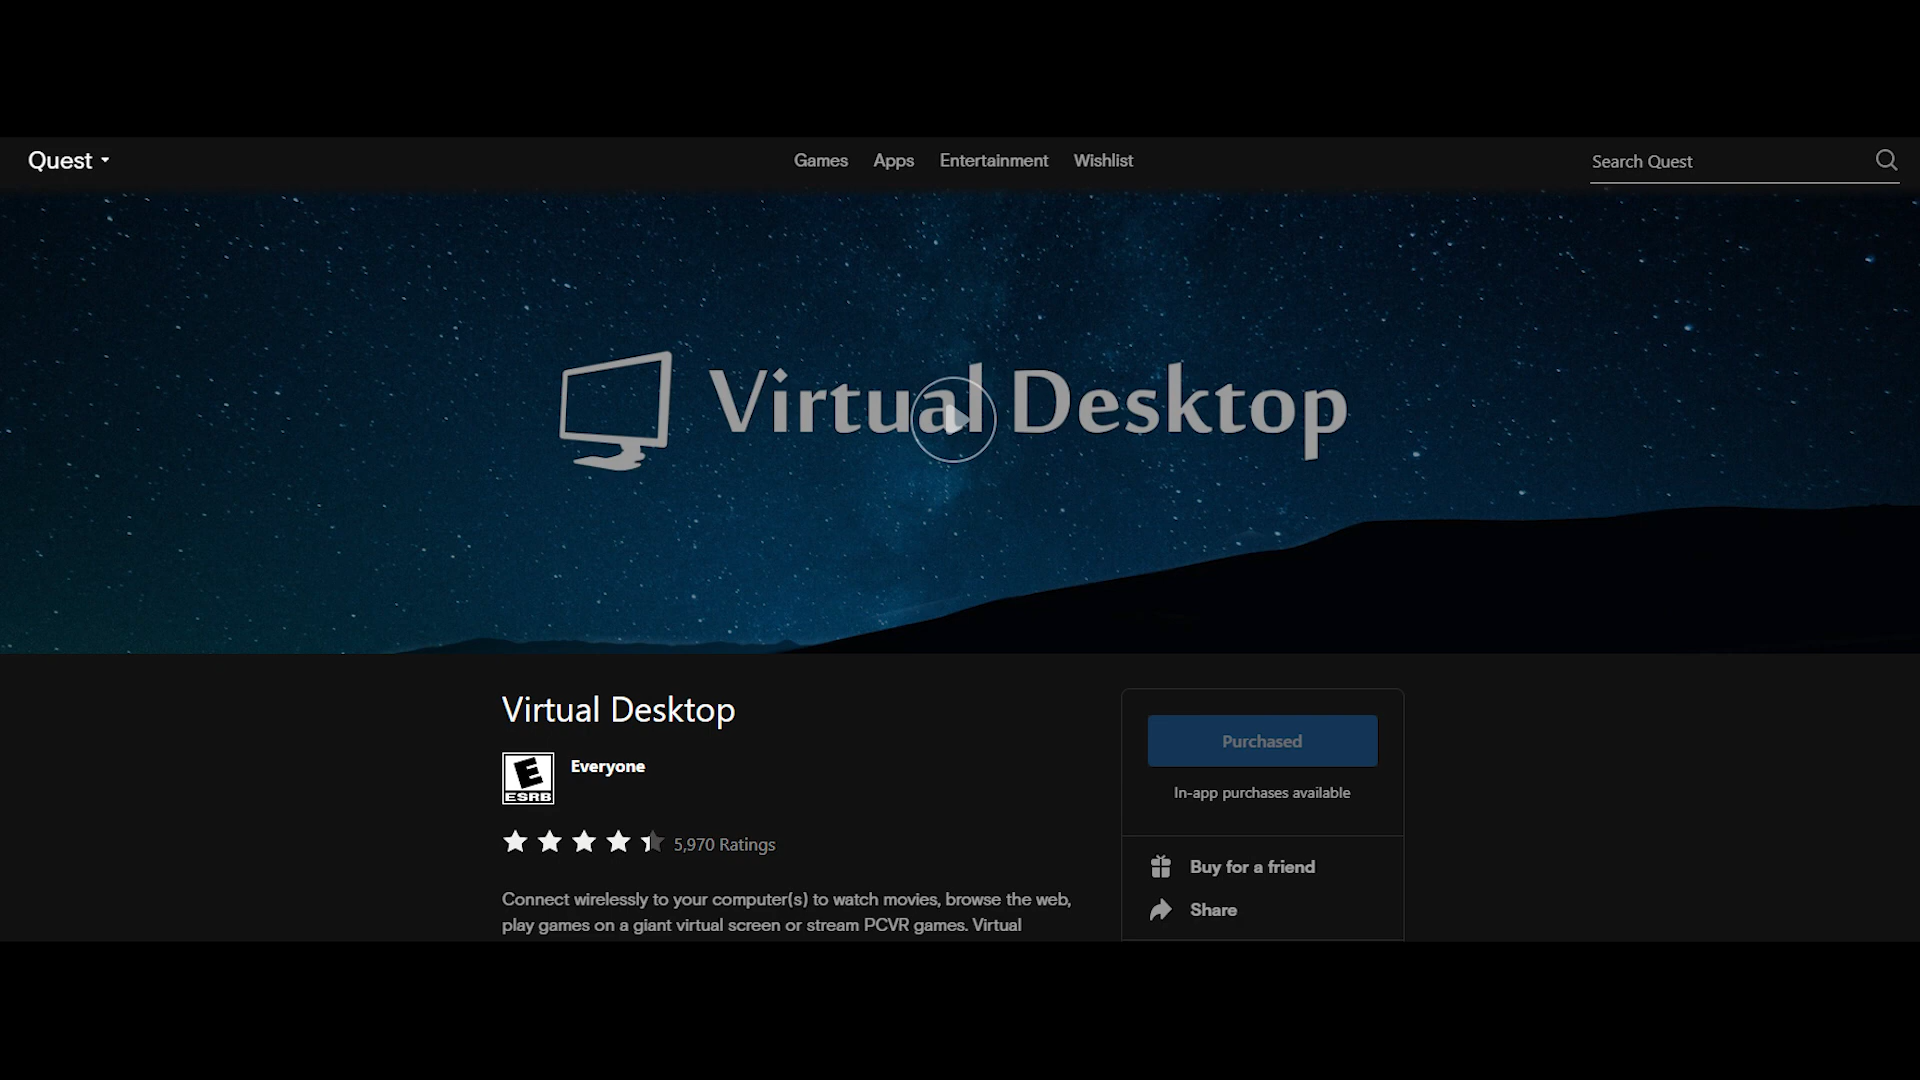 Quest
Games Apps Entertainment Wishlist
Search Quest
Virtual Desktop
Virtual Desktop
E
ESRB
Everyone
5,970 Ratings
Connect wirelessly to your computer(s) to watch movies, browse the web,
play games on a giant virtual screen or stream PCVR games. Virtual
Purchased
In-app purchases available
Buy for a friend
Share